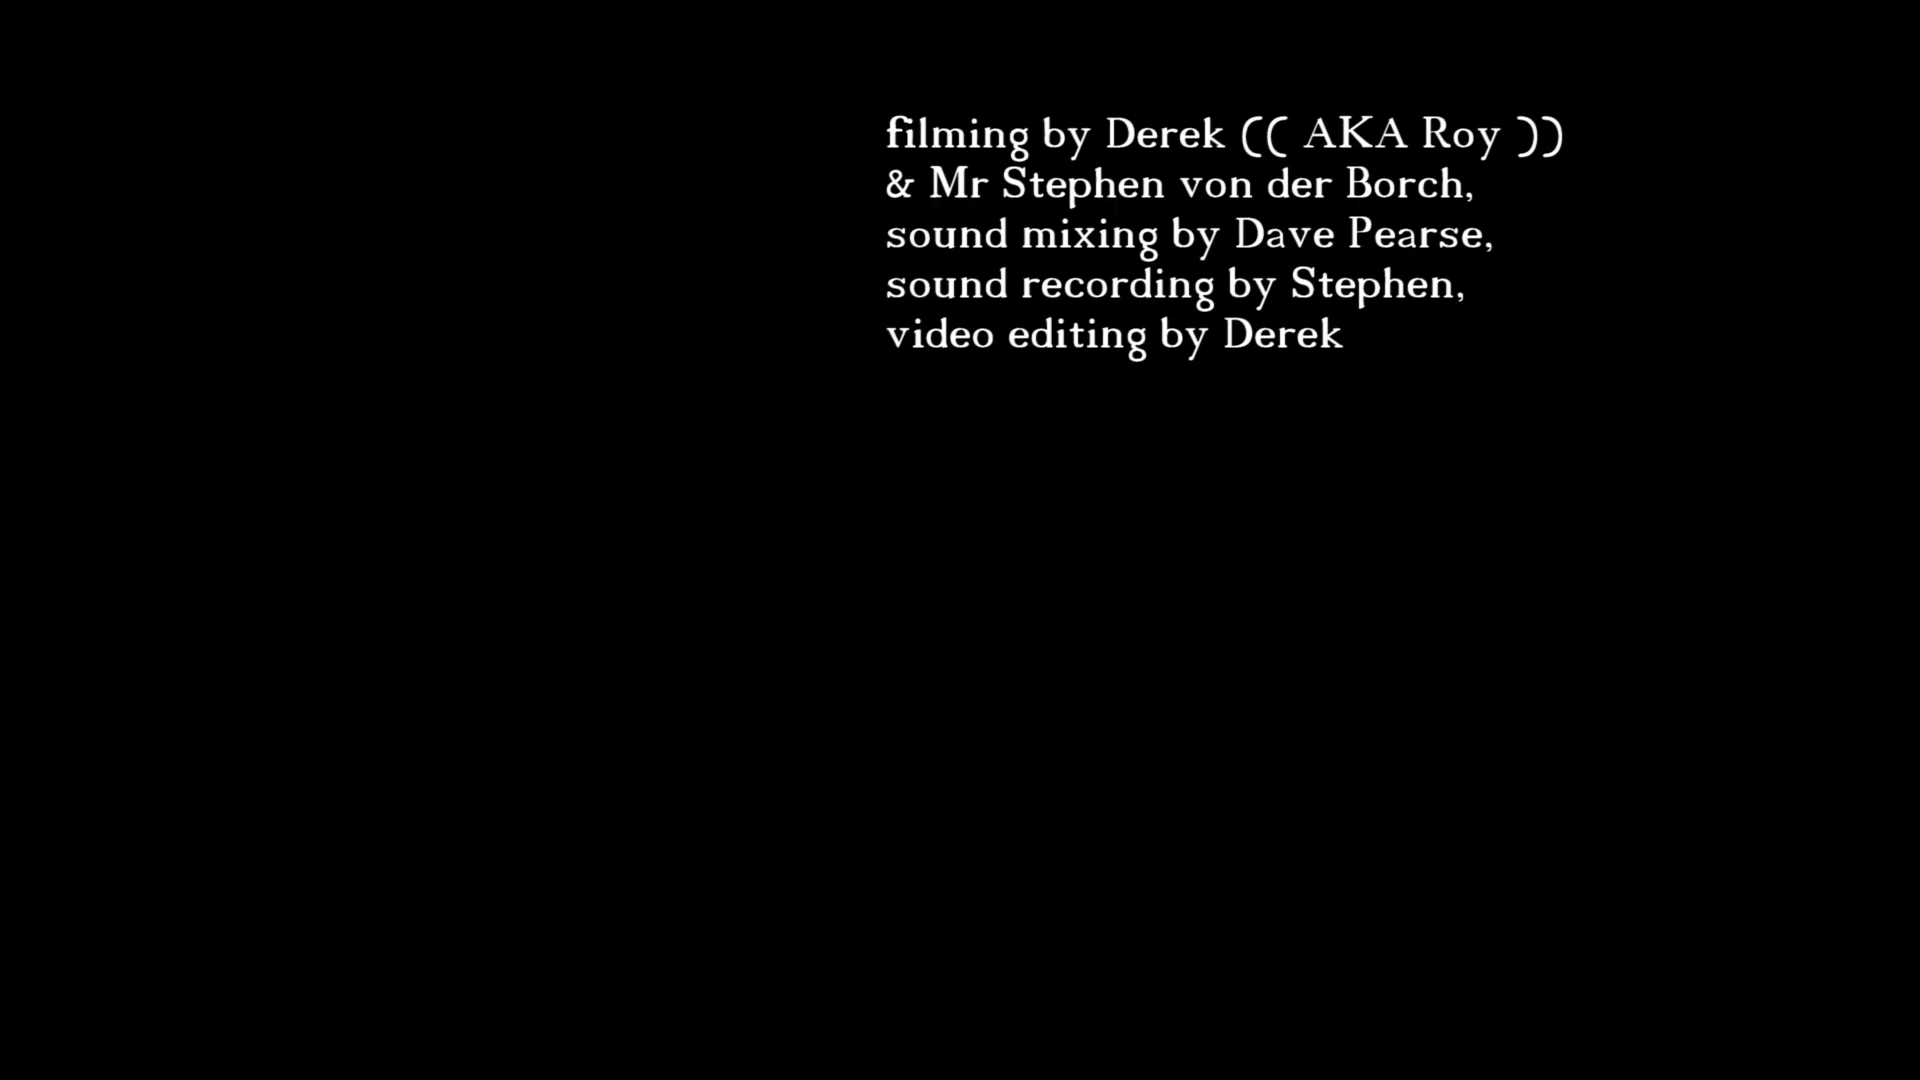 filming by Derek (( AKA Roy ))
& Mr Stephen von der Borch,
sound mixing by Dave Pearse,
sound recording by Stephen,
video editing by Derek